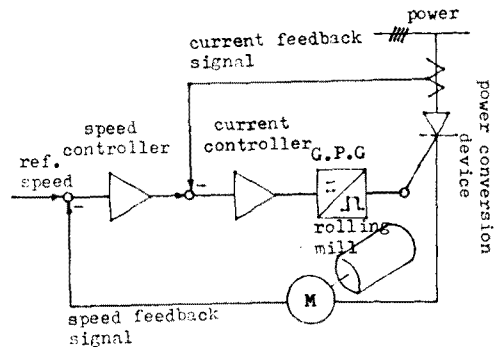 power
current feedback
signal
speed
controller
current
controller
G.P.G
ref.
speed
power conversion
device
rolling
mill
M
speed feedback
signal